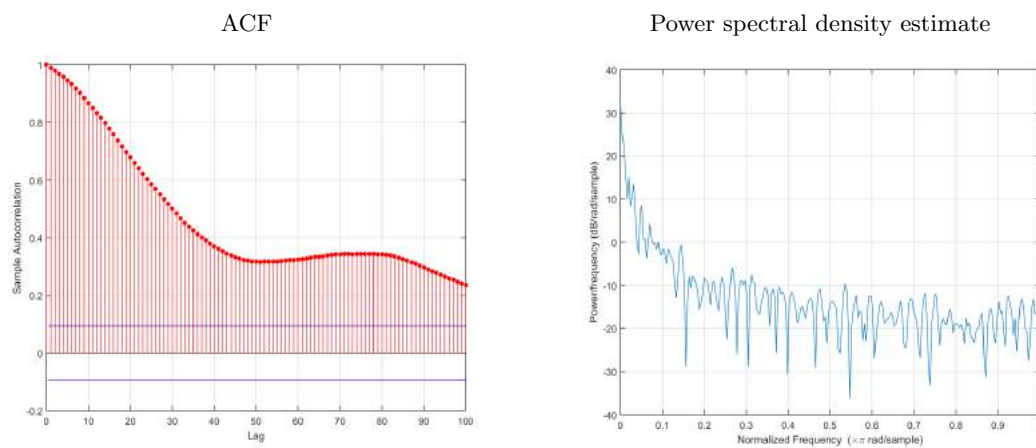 ACF
Power spectral density estimate
1
0.8
0.6
0.4
0.2
0
-0.2
Sample Autocorrelation
0 10 20 30 40 50 60 70 80 90 100
Lag
40
30
20
10
0
-10
-20
-30
-40
Power/frequency (dB/rad/sample)
0 0.1 0.2 0.3 0.4 0.5 0.6 0.7 0.8 0.9
Normalized Frequency (×π rad/sample)